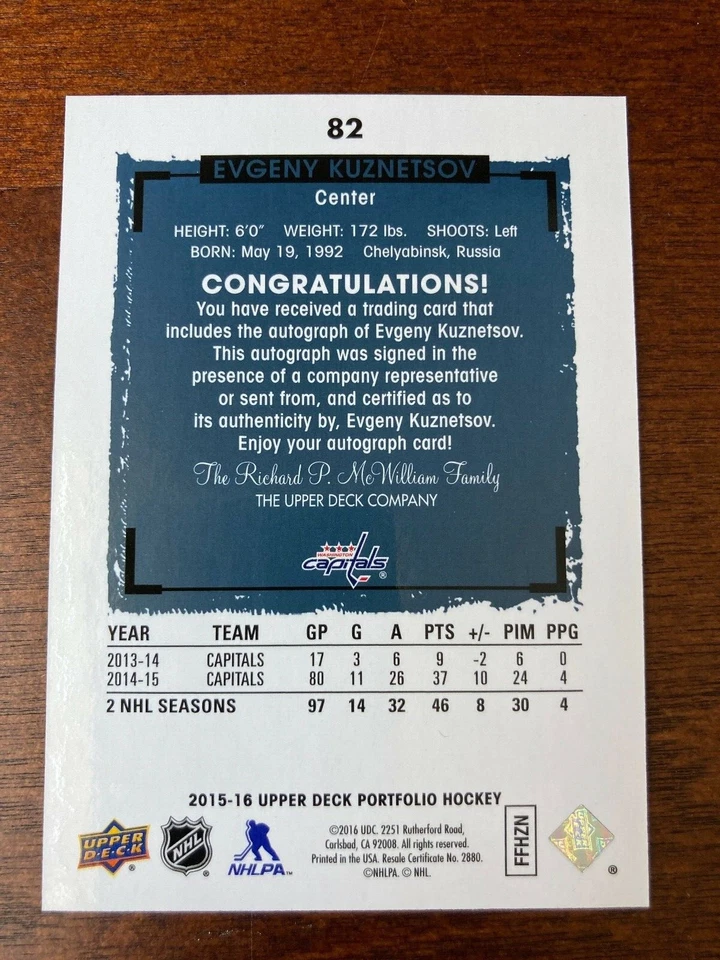 82
EVGENY KUZNETSOV
Center
HEIGHT: 6'0" WEIGHT: 172 lbs. SHOOTS: Left
BORN: May 19, 1992 Chelyabinsk, Russia
CONGRATULATIONS!
You have received a trading card that
includes the autograph of Evgeny Kuznetsov.
This autograph was signed in the
presence of a company representative
or sent from, and certified as to
its authenticity by, Evgeny Kuznetsov.
Enjoy your autograph card!
The Richard P. McWilliam Family
THE UPPER DECK COMPANY
WASHINGTON
capitals®
YEAR TEAM GP G A PTS +/- PIM PPG
2013-14 CAPITALS 17 3 6 9 -2 6 0
2014-15 CAPITALS 80 11 26 37 10 24 4
2 NHL SEASONS 97 14 32 46 8 30 4
2015-16 UPPER DECK PORTFOLIO HOCKEY
UPPER DECK®
NHL®
NHLPA™
©2016 UDC. 2251 Rutherford Road,
Carlsbad, CA 92008. All rights reserved.
Printed in the USA. Resale Certificate No. 2880.
©NHLPA. © NHL.
FFHZN
®